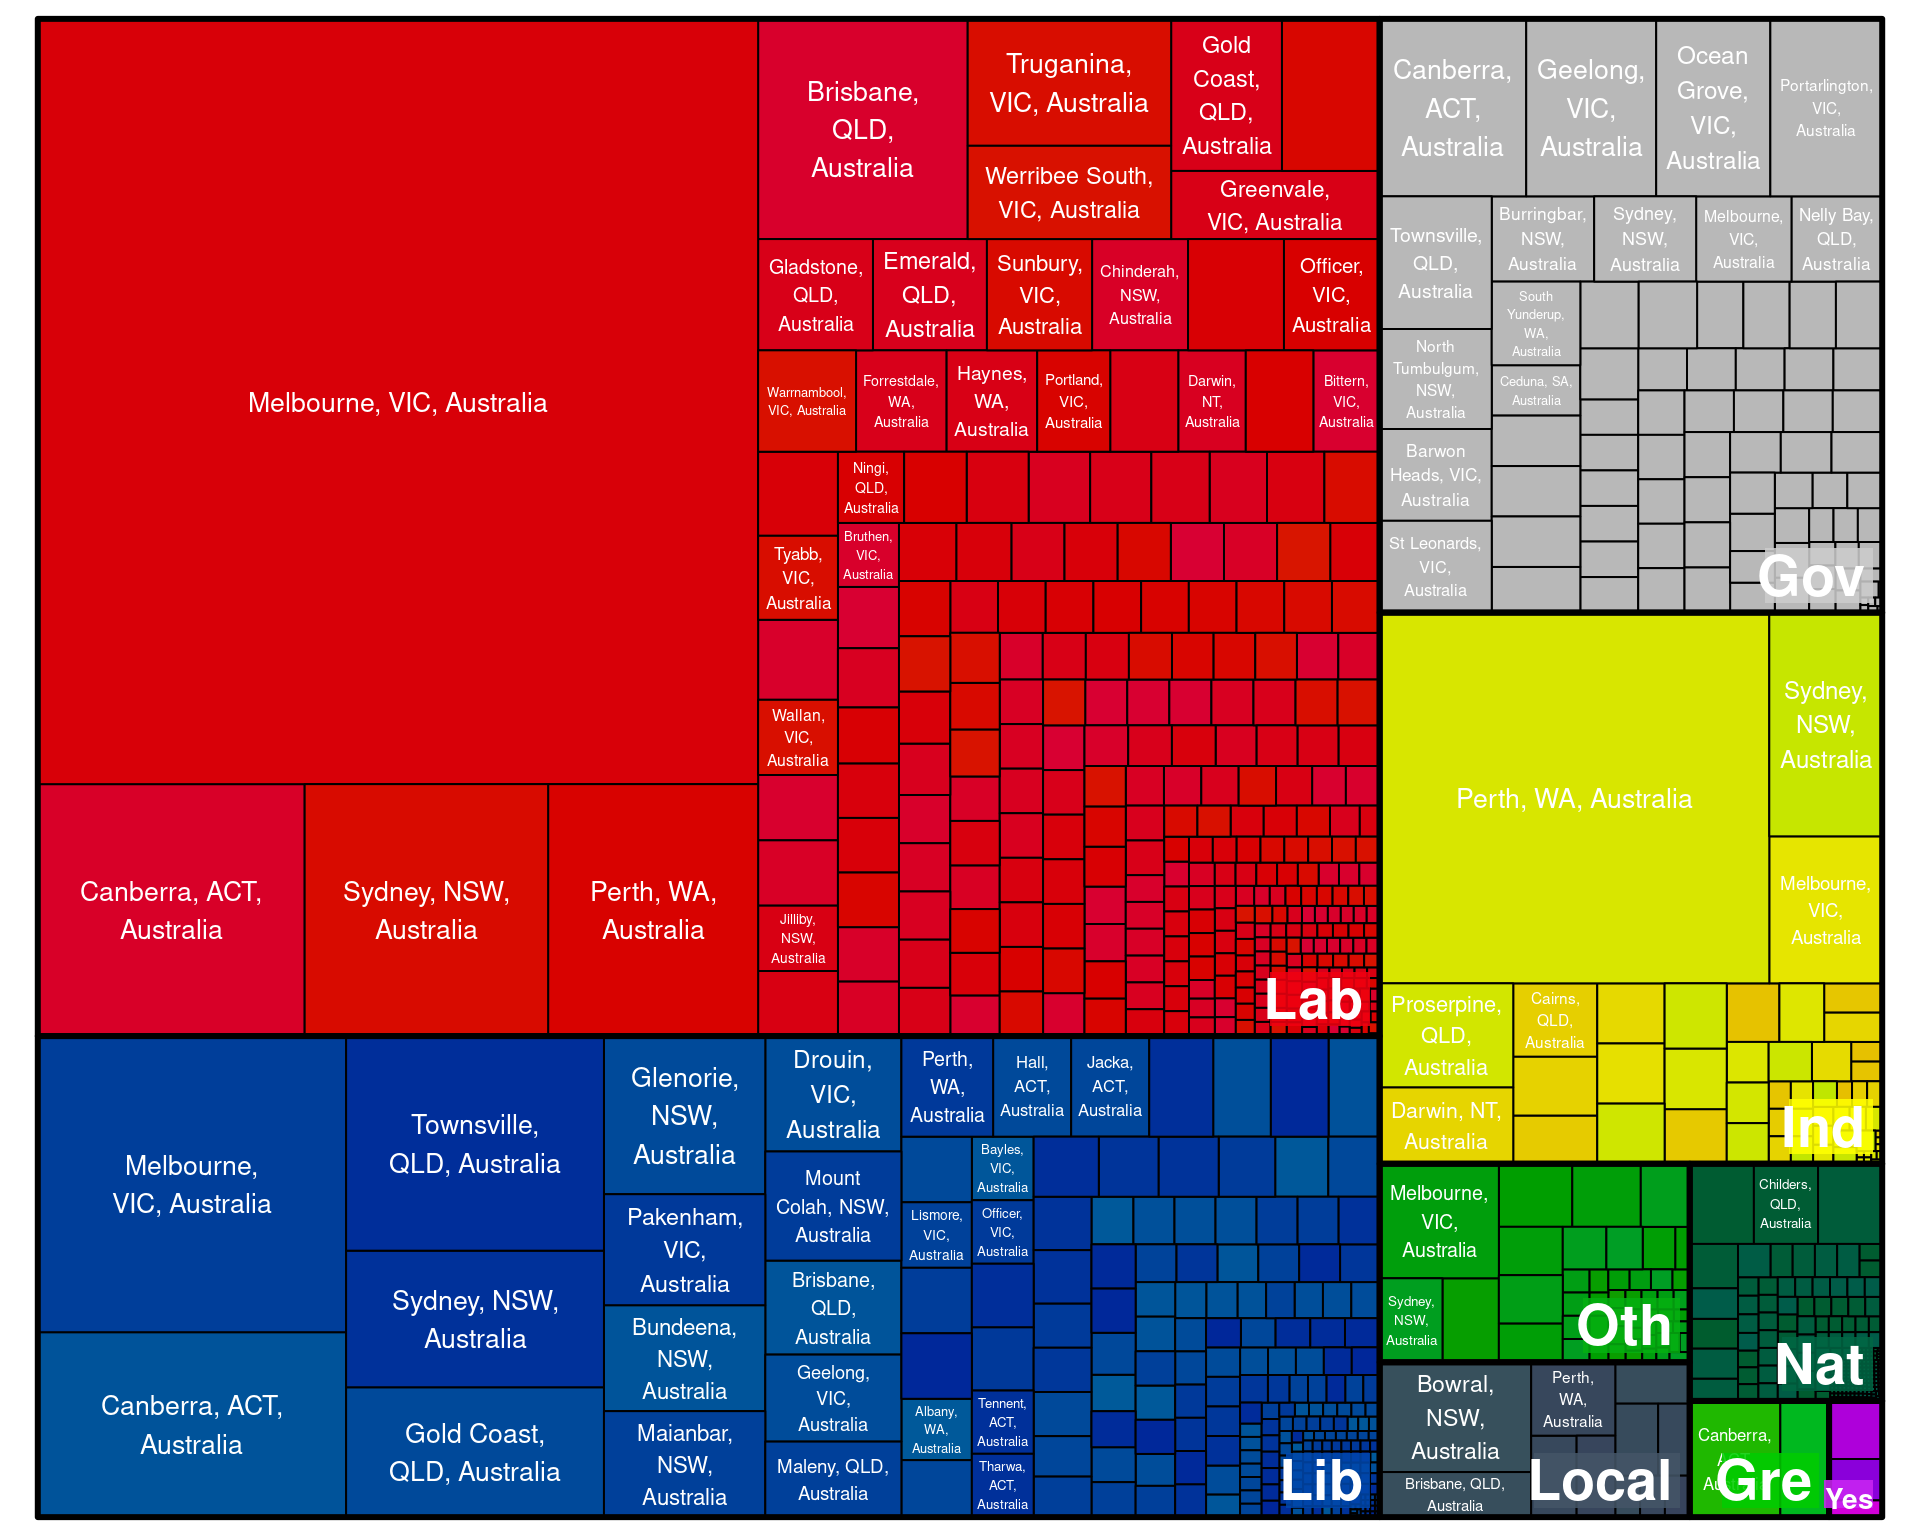 Melbourne, VIC, Australia
Canberra, ACT,
Australia
Sydney, NSW,
Australia
Perth, WA,
Australia
Brisbane,
QLD,
Australia
Truganina,
VIC, Australia
Werribee South,
VIC, Australia
Gold
Coast,
QLD,
Australia
Greenvale,
VIC, Australia
Gladstone,
QLD,
Australia
Emerald,
QLD,
Australia
Sunbury,
VIC,
Australia
Chinderah,
NSW,
Australia
Officer,
VIC,
Australia
Warrnambool,
VIC, Australia
Forrestdale,
WA,
Australia
Haynes,
WA,
Australia
Portland,
VIC,
Australia
Darwin,
NT,
Australia
Bittern,
VIC,
Australia
Ningi,
QLD,
Australia
Bruthen,
VIC,
Australia
Tyabb,
VIC,
Australia
Wallan,
VIC,
Australia
Jilliby,
NSW,
Australia
Lab
Canberra,
ACT,
Australia
Geelong,
VIC,
Australia
Ocean
Grove,
VIC,
Australia
Portarlington,
VIC,
Australia
Townsville,
QLD,
Australia
Burringbar,
NSW,
Australia
Sydney,
NSW,
Australia
Melbourne,
VIC,
Australia
Nelly Bay,
QLD,
Australia
South
Yunderup,
WA,
Australia
North
Tumbulgum,
NSW,
Australia
Ceduna, SA,
Australia
Barwon
Heads, VIC,
Australia
St Leonards,
VIC,
Australia
Gov
Perth, WA, Australia
Sydney,
NSW,
Australia
Melbourne,
VIC,
Australia
Proserpine,
QLD,
Australia
Cairns,
QLD,
Australia
Darwin, NT,
Australia
Ind
Melbourne,
VIC, Australia
Canberra, ACT,
Australia
Townsville,
QLD, Australia
Sydney, NSW,
Australia
Gold Coast,
QLD, Australia
Glenorie,
NSW,
Australia
Pakenham,
VIC,
Australia
Bundeena,
NSW,
Australia
Maianbar,
NSW,
Australia
Drouin,
VIC,
Australia
Mount
Colah, NSW,
Australia
Brisbane,
QLD,
Australia
Geelong,
VIC,
Australia
Maleny, QLD,
Australia
Perth,
WA,
Australia
Hall,
ACT,
Australia
Jacka,
ACT,
Australia
Bayles,
VIC,
Australia
Lismore,
VIC,
Australia
Officer,
VIC,
Australia
Albany,
WA,
Australia
Tennent,
ACT,
Australia
Tharwa,
ACT,
Australia
Lib
Melbourne,
VIC,
Australia
Sydney,
NSW,
Australia
Oth
Childers,
QLD,
Australia
Nat
Bowral,
NSW,
Australia
Brisbane, QLD,
Australia
Perth,
WA,
Australia
Local
Canberra,
Gre
Yes